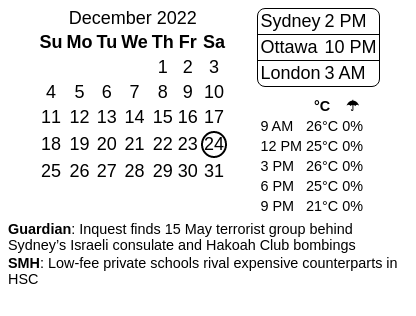 December 2022
Su Mo Tu We Th Fr Sa
1 2 3
4 5 6 7 8 9 10
11 12 13 14 15 16 17
18 19 20 21 22 23 24
25 26 27 28 29 30 31
Sydney 2 PM
Ottawa 10 PM
London 3 AM
°C ☂
9 AM 26°C 0%
12 PM 25°C 0%
3 PM 26°C 0%
6 PM 25°C 0%
9 PM 21°C 0%
Guardian: Inquest finds 15 May terrorist group behind
Sydney’s Israeli consulate and Hakoah Club bombings
SMH: Low-fee private schools rival expensive counterparts in
HSC